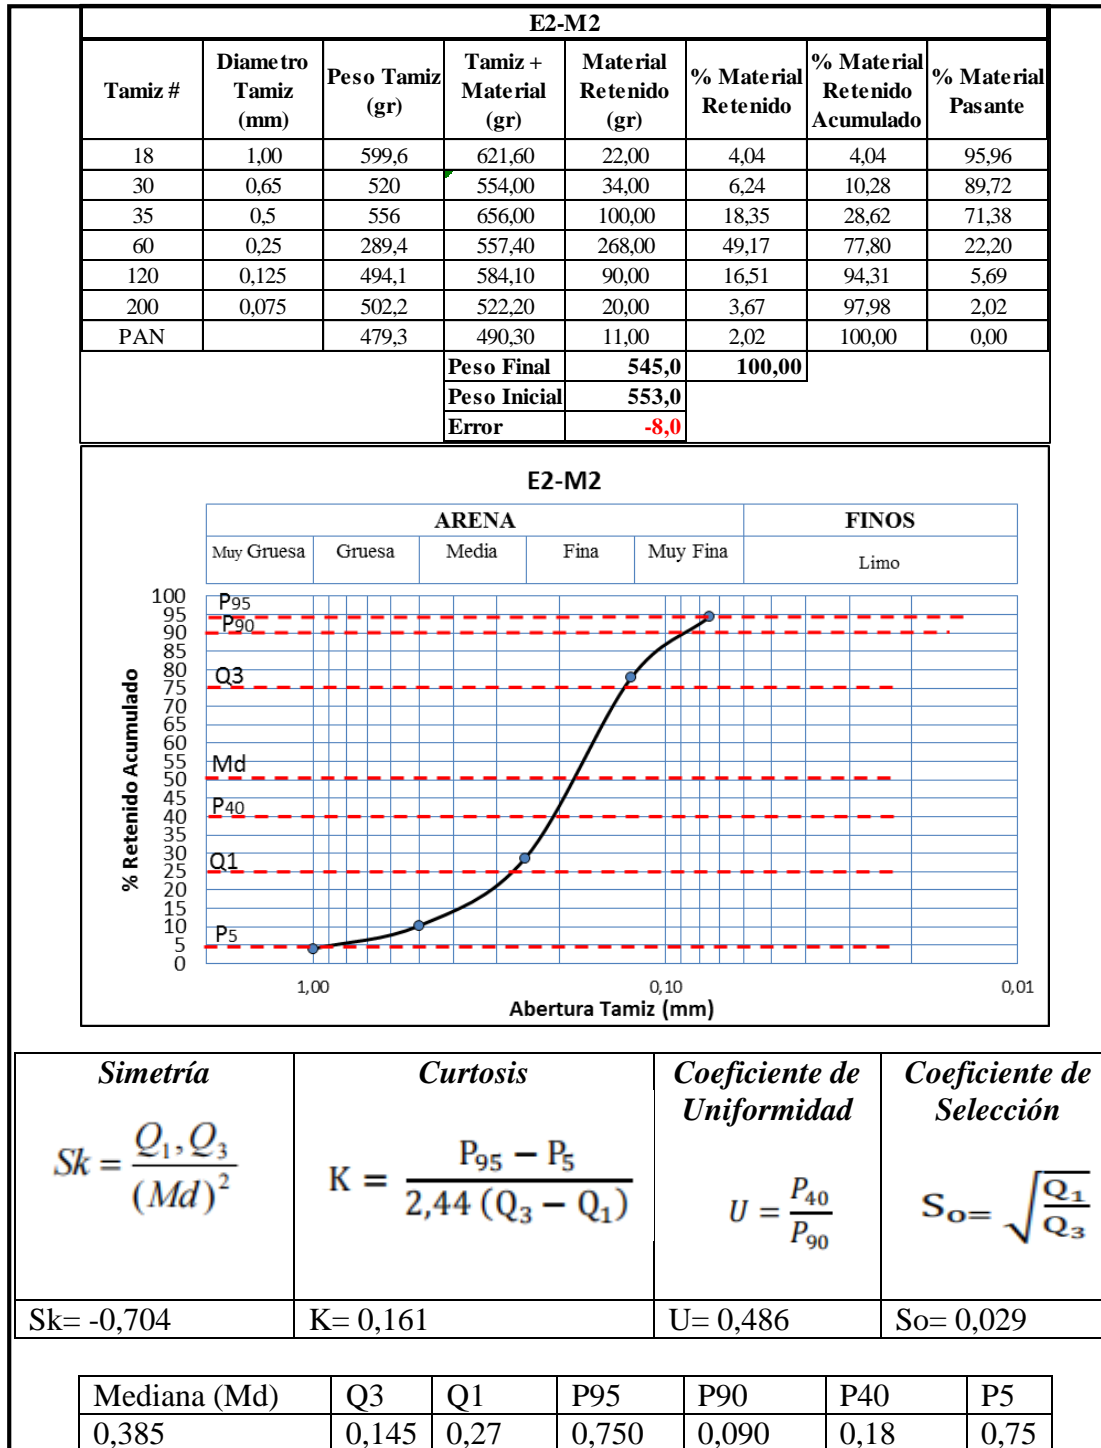 E2-M2
Tamiz # Diametro Tamiz (mm) Peso Tamiz (gr) Tamiz + Material (gr) Material Retenido (gr) % Material Retenido % Material Retenido Acumulado % Material Pasante
18 1,00 599,6 621,60 22,00 4,04 4,04 95,96
30 0,65 520 554,00 34,00 6,24 10,28 89,72
35 0,5 556 656,00 100,00 18,35 28,62 71,38
60 0,25 289,4 557,40 268,00 49,17 77,80 22,20
120 0,125 494,1 584,10 90,00 16,51 94,31 5,69
200 0,075 502,2 522,20 20,00 3,67 97,98 2,02
PAN 479,3 490,30 11,00 2,02 100,00 0,00
Peso Final 545,0 100,00
Peso Inicial 553,0
Error -8,0
E2-M2
ARENA FINOS
Muy Gruesa Gruesa Media Fina Muy Fina Limo
% Retenido Acumulado
100
95
90
85
80
75
70
65
60
55
50
45
40
35
30
25
20
15
10
5
0
P95
P90
Q3
Md
P40
Q1
P5
1,00 0,10 0,01
Abertura Tamiz (mm)
Simetría Curtosis Coeficiente de Uniformidad Coeficiente de Selección
Sk = Q₁, Q₃ / (Md)² K = P₉₅ − P₅ / 2,44 (Q₃ − Q₁) U = P₄₀ / P₉₀ So= √Q₁ / Q₃
Sk= -0,704 K= 0,161 U= 0,486 So= 0,029
Mediana (Md) Q3 Q1 P95 P90 P40 P5
0,385 0,145 0,27 0,750 0,090 0,18 0,75